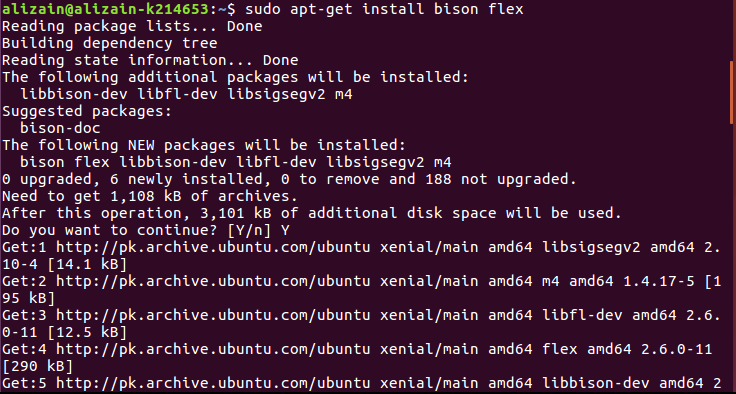 alizain@alizain-k214653:~$ sudo apt-get install bison flex
Reading package lists... Done
Building dependency tree
Reading state information... Done
The following additional packages will be installed:
  libbison-dev libfl-dev libsigsegv2 m4
Suggested packages:
  bison-doc
The following NEW packages will be installed:
  bison flex libbison-dev libfl-dev libsigsegv2 m4
0 upgraded, 6 newly installed, 0 to remove and 188 not upgraded.
Need to get 1,108 kB of archives.
After this operation, 3,101 kB of additional disk space will be used.
Do you want to continue? [Y/n] Y
Get:1 http://pk.archive.ubuntu.com/ubuntu xenial/main amd64 libsigsegv2 amd64 2.
10-4 [14.1 kB]
Get:2 http://pk.archive.ubuntu.com/ubuntu xenial/main amd64 m4 amd64 1.4.17-5 [1
95 kB]
Get:3 http://pk.archive.ubuntu.com/ubuntu xenial/main amd64 libfl-dev amd64 2.6.
0-11 [12.5 kB]
Get:4 http://pk.archive.ubuntu.com/ubuntu xenial/main amd64 flex amd64 2.6.0-11
[290 kB]
Get:5 http://pk.archive.ubuntu.com/ubuntu xenial/main amd64 libbison-dev amd64 2